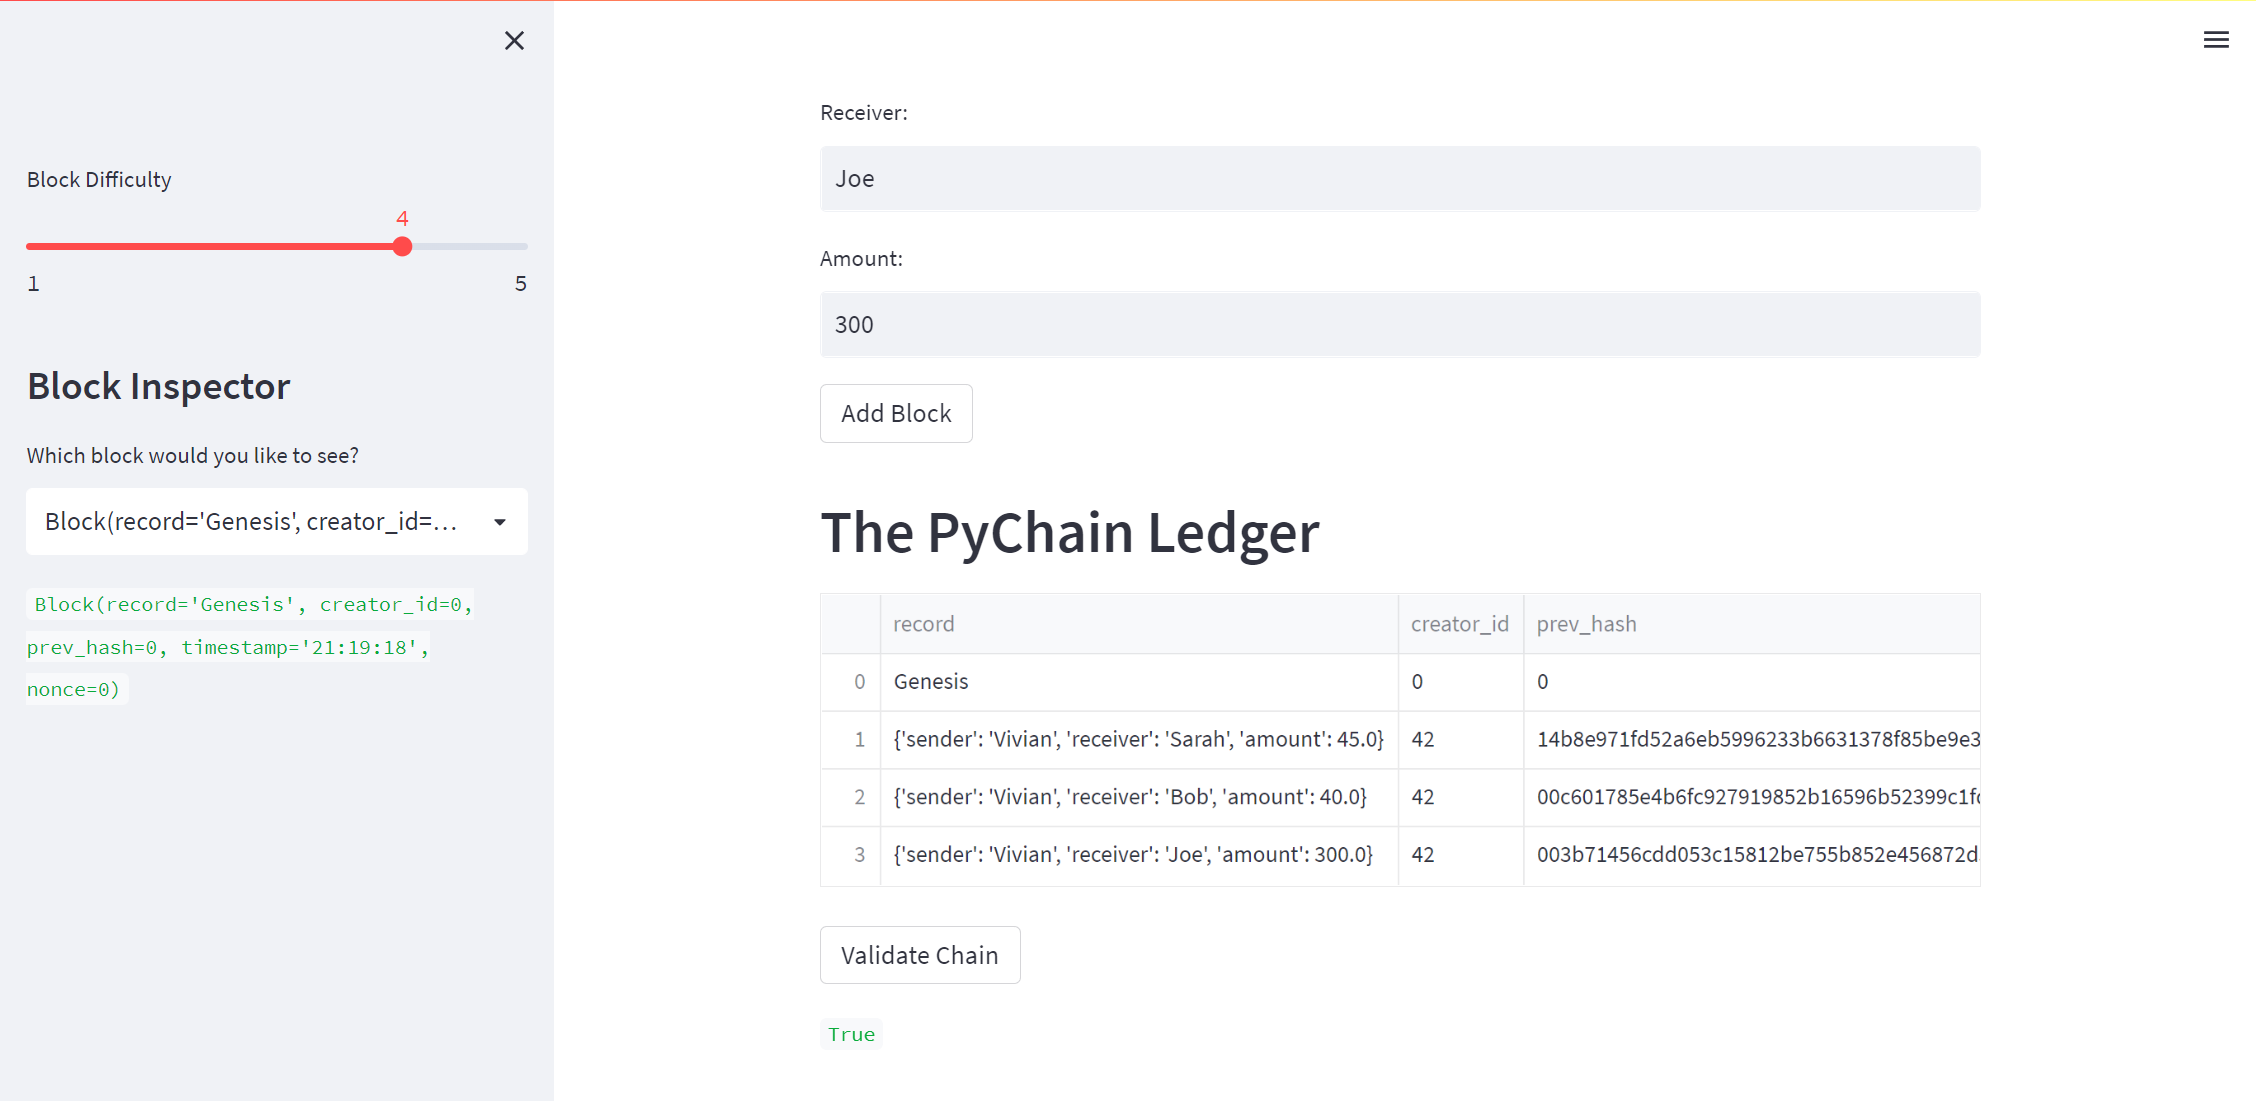 Block Difficulty
4
1 5
Block Inspector
Which block would you like to see?
Block(record='Genesis', creator_id=...
Block(record='Genesis', creator_id=0,
prev_hash=0, timestamp='21:19:18',
nonce=0)
Receiver:
Joe
Amount:
300
Add Block
The PyChain Ledger
record creator_id prev_hash
0 Genesis 0 0
1 {'sender': 'Vivian', 'receiver': 'Sarah', 'amount': 45.0} 42 14b8e971fd52a6eb5996233b6631378f85be9e3
2 {'sender': 'Vivian', 'receiver': 'Bob', 'amount': 40.0} 42 00c601785e4b6fc927919852b16596b52399c1f
3 {'sender': 'Vivian', 'receiver': 'Joe', 'amount': 300.0} 42 003b71456cdd053c15812be755b852e456872d
Validate Chain
True